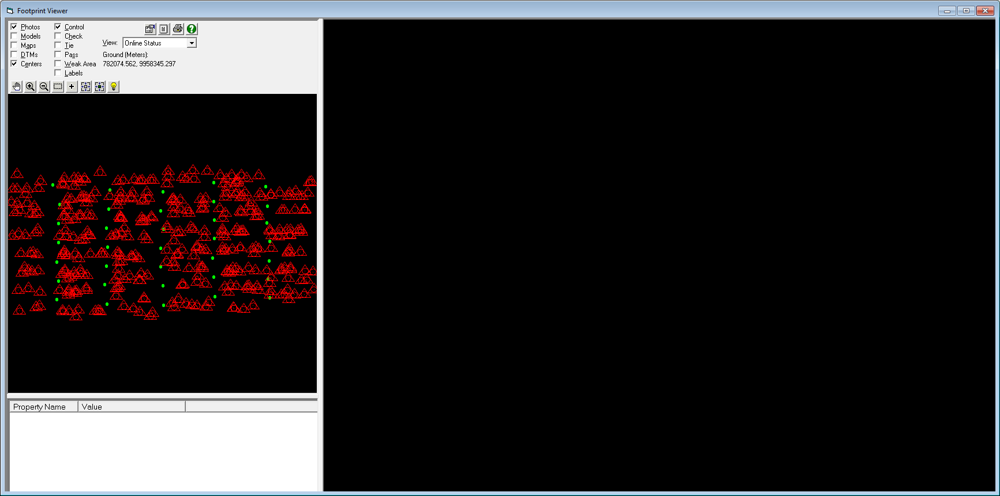 Footprint Viewer
Photos
Control
Models
Check
View: Online Status
Maps
Tie
DTMs
Pass
Ground (Meters):
Centers
Weak Area
782074.562, 9958345.297
Labels
Property Name
Value